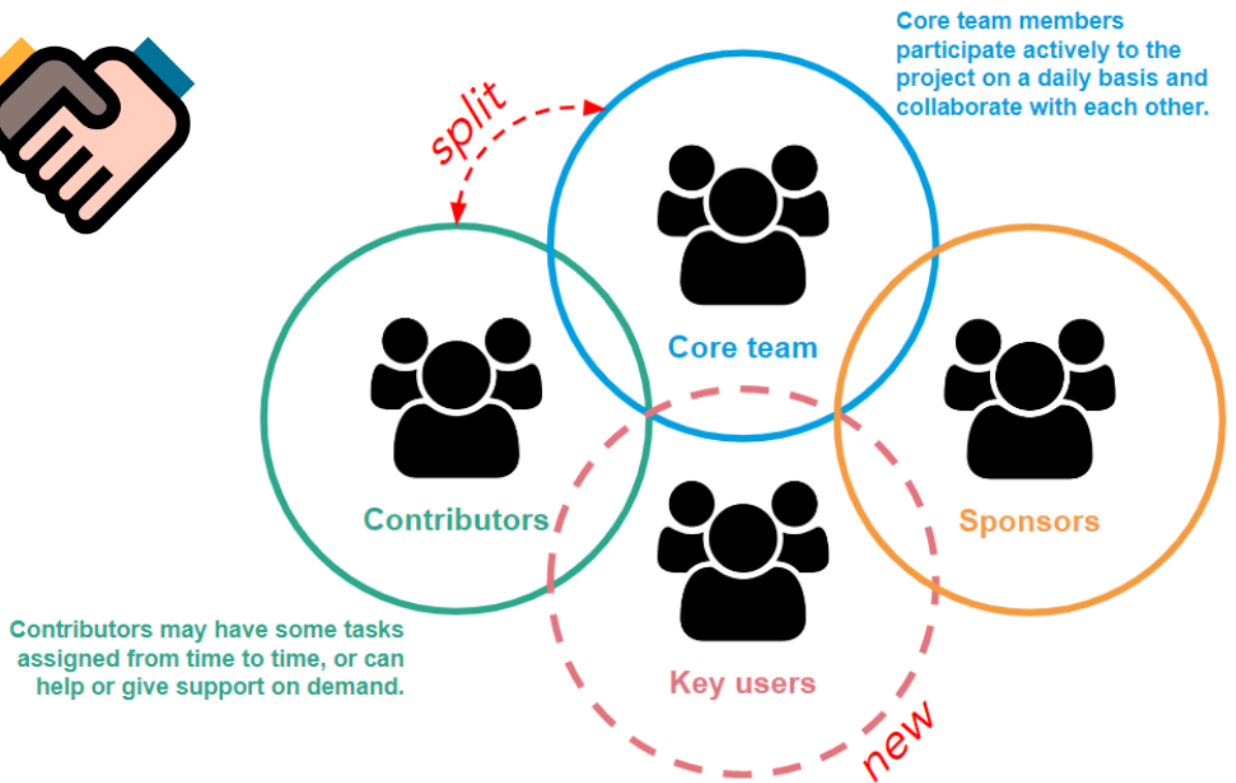 Core team members
participate actively to the
project on a daily basis and
collaborate with each other.
split
Core team
Contributors
Sponsors
Contributors may have some tasks
assigned from time to time, or can
help or give support on demand.
Key users
new